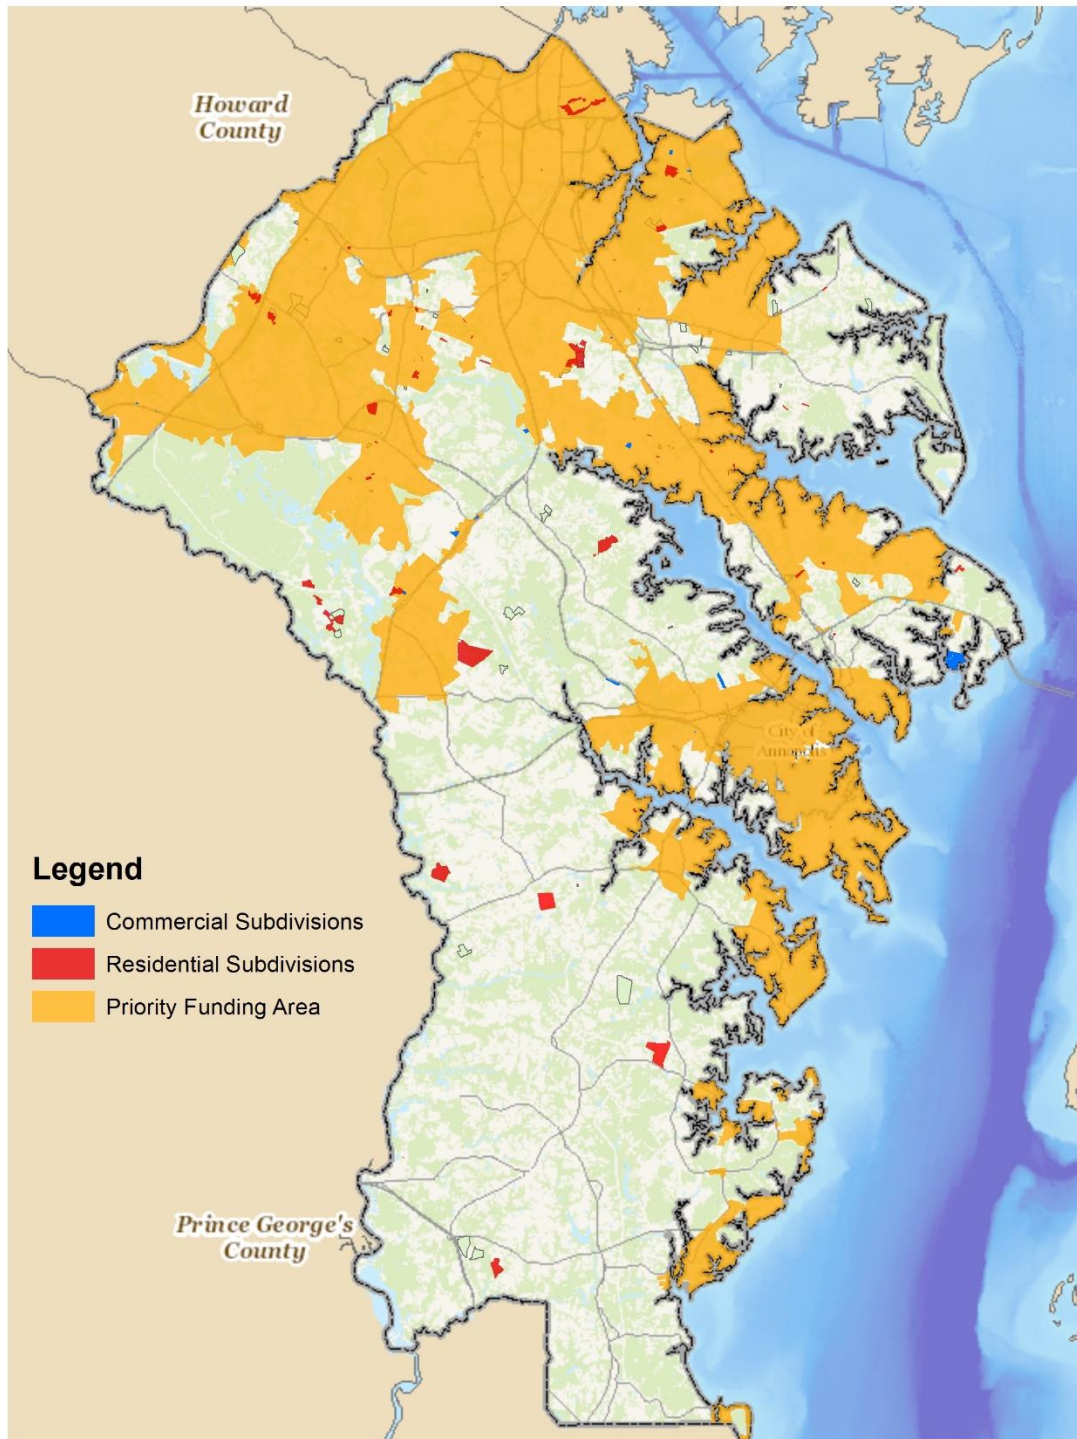 Howard
County
City of
Annapolis
Legend
Commercial Subdivisions
Residential Subdivisions
Priority Funding Area
Prince George's
County